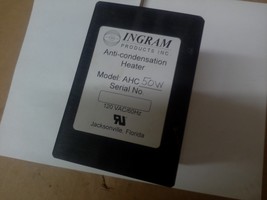 INGRAM
PRODUCTS INC
Anti-condensation
Heater
Model: AHC 50W
Serial No.
120 VAC/60Hz
Jacksonville, Florida